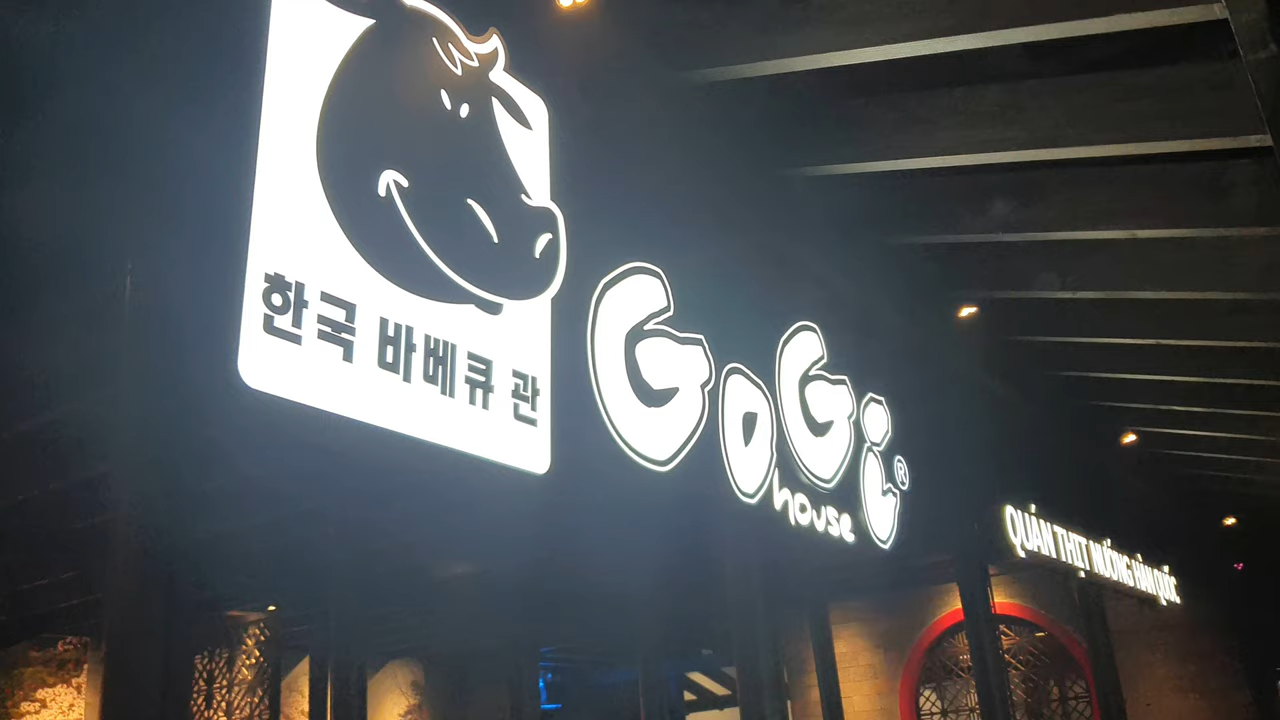 한국 바베큐 관
GoGi®
house
QUÁN THỊT NƯỚNG HÀN QUỐC